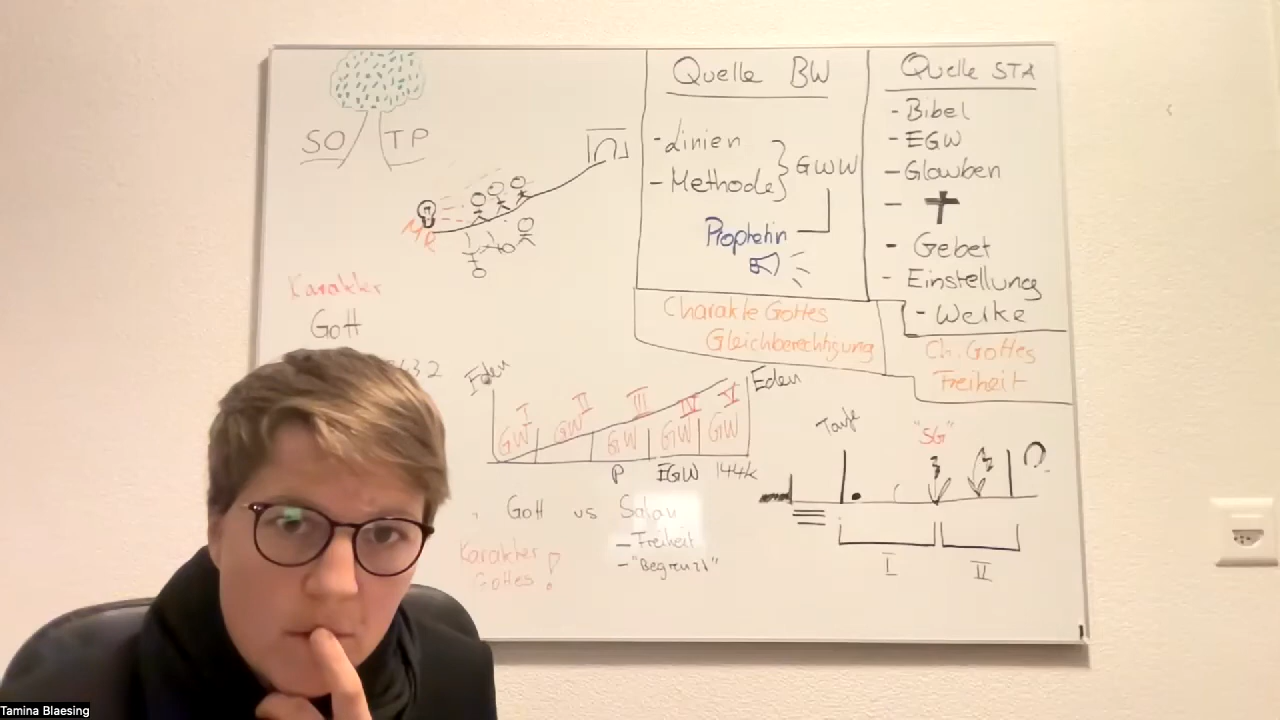 SO TP
MR
Karakter
Gott
Quelle BW
- Linien
- Methode
GWW
Prophetin
Charakte Gottes
Gleichberechtigung
Quelle STA
- Bibel
- EGW
- Glauben
-
- Gebet
- Einstellung
- Werke
Ch. Gottes
Freiheit
Eden
Eden
I II III IV V
GW GW GW GW GW
P EGW 144k
Gott vs Satan
- Freiheit
- "Begrenzt"
Karakter
Gottes !
Taufe
"SG"
I II
Tamina Blaesing